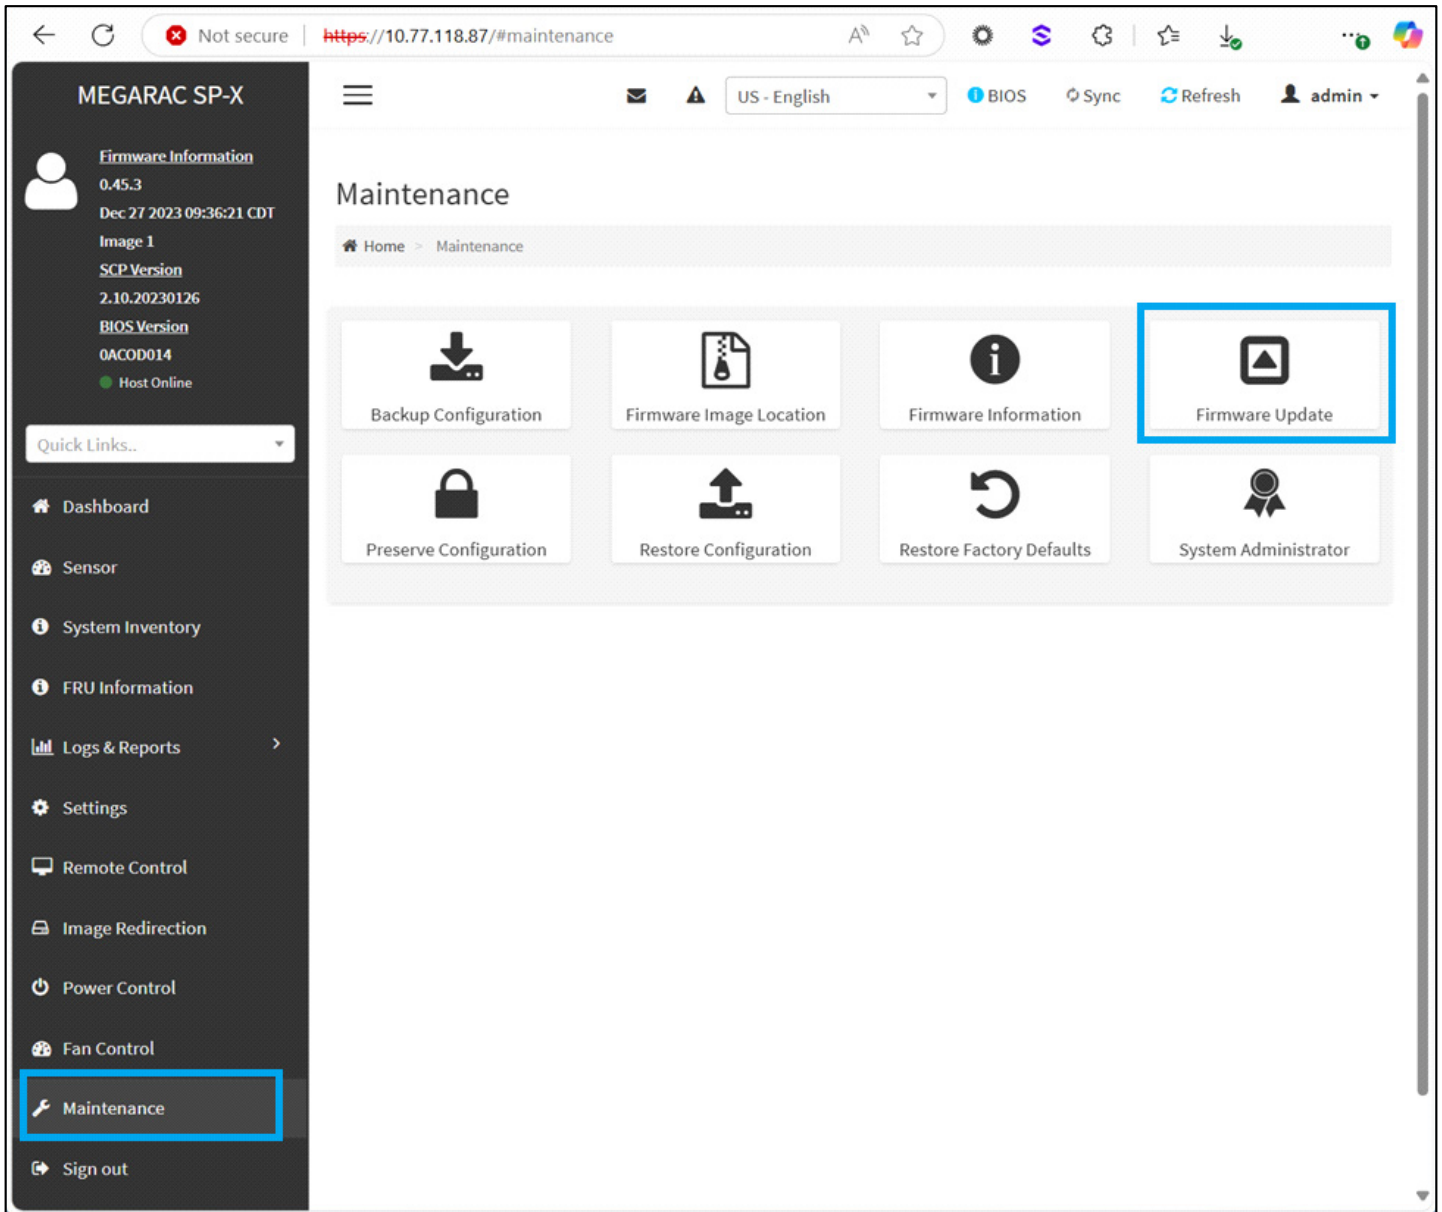 Not secure
https://10.77.118.87/#maintenance
MEGARAC SP-X
US - English
BIOS
Sync
Refresh
admin
Firmware Information
0.45.3
Dec 27 2023 09:36:21 CDT
Image 1
SCP Version
2.10.20230126
BIOS Version
0ACOD014
Host Online
Quick Links..
Dashboard
Sensor
System Inventory
FRU Information
Logs & Reports
Settings
Remote Control
Image Redirection
Power Control
Fan Control
Maintenance
Sign out
Maintenance
Home > Maintenance
Backup Configuration
Firmware Image Location
Firmware Information
Firmware Update
Preserve Configuration
Restore Configuration
Restore Factory Defaults
System Administrator